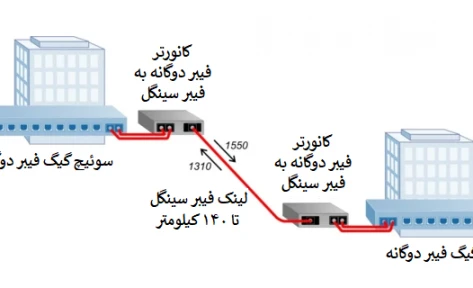 کانورتر
فیبر دوگانه به
فیبر سینگل
سوئیچ گیگ فیبر
1550
1310
کانورتر
فیبر دوگانه به
فیبر سینگل
لینک فیبر سینگل
تا ۱۴۰ کیلومتر
گیگ فیبر دوگانه